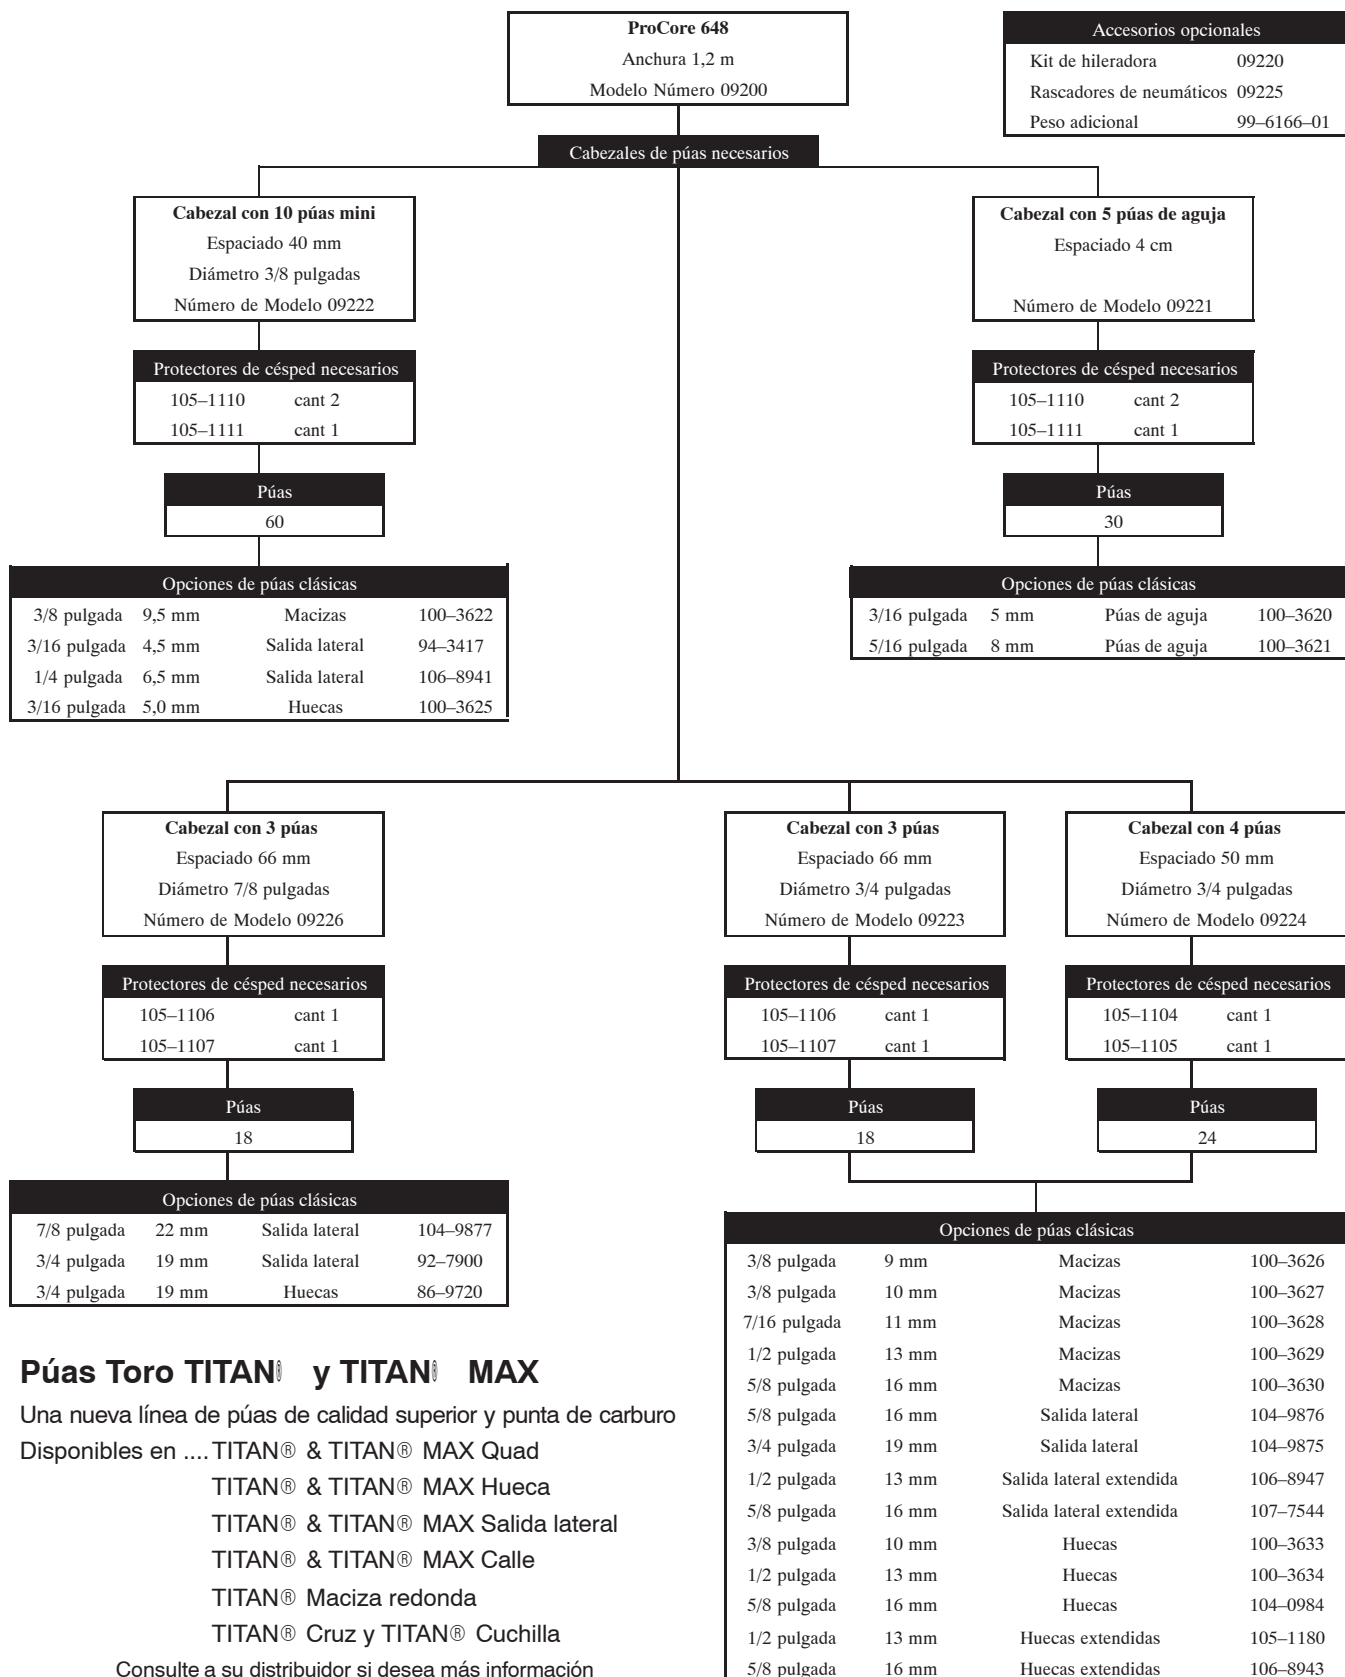 ProCore 648
Anchura 1,2 m
Modelo Número 09200
Accesorios opcionales
Kit de hileradora 09220
Rascadores de neumáticos 09225
Peso adicional 99–6166–01
Cabezales de púas necesarios
Cabezal con 10 púas mini
Espaciado 40 mm
Diámetro 3/8 pulgadas
Número de Modelo 09222
Protectores de césped necesarios
105–1110 cant 2
105–1111 cant 1
Púas
60
Opciones de púas clásicas
3/8 pulgada 9,5 mm Macizas 100–3622
3/16 pulgada 4,5 mm Salida lateral 94–3417
1/4 pulgada 6,5 mm Salida lateral 106–8941
3/16 pulgada 5,0 mm Huecas 100–3625
Cabezal con 5 púas de aguja
Espaciado 4 cm
Número de Modelo 09221
Protectores de césped necesarios
105–1110 cant 2
105–1111 cant 1
Púas
30
Opciones de púas clásicas
3/16 pulgada 5 mm Púas de aguja 100–3620
5/16 pulgada 8 mm Púas de aguja 100–3621
Cabezal con 3 púas
Espaciado 66 mm
Diámetro 7/8 pulgadas
Número de Modelo 09226
Protectores de césped necesarios
105–1106 cant 1
105–1107 cant 1
Púas
18
Opciones de púas clásicas
7/8 pulgada 22 mm Salida lateral 104–9877
3/4 pulgada 19 mm Salida lateral 92–7900
3/4 pulgada 19 mm Huecas 86–9720
Cabezal con 3 púas
Espaciado 66 mm
Diámetro 3/4 pulgadas
Número de Modelo 09223
Protectores de césped necesarios
105–1106 cant 1
105–1107 cant 1
Púas
18
Cabezal con 4 púas
Espaciado 50 mm
Diámetro 3/4 pulgadas
Número de Modelo 09224
Protectores de césped necesarios
105–1104 cant 1
105–1105 cant 1
Púas
24
Opciones de púas clásicas
3/8 pulgada 9 mm Macizas 100–3626
3/8 pulgada 10 mm Macizas 100–3627
7/16 pulgada 11 mm Macizas 100–3628
1/2 pulgada 13 mm Macizas 100–3629
5/8 pulgada 16 mm Macizas 100–3630
5/8 pulgada 16 mm Salida lateral 104–9876
3/4 pulgada 19 mm Salida lateral 104–9875
1/2 pulgada 13 mm Salida lateral extendida 106–8947
5/8 pulgada 16 mm Salida lateral extendida 107–7544
3/8 pulgada 10 mm Huecas 100–3633
1/2 pulgada 13 mm Huecas 100–3634
5/8 pulgada 16 mm Huecas 104–0984
1/2 pulgada 13 mm Huecas extendidas 105–1180
5/8 pulgada 16 mm Huecas extendidas 106–8943
Púas Toro TITAN® y TITAN® MAX
Una nueva línea de púas de calidad superior y punta de carburo
Disponibles en .... TITAN® & TITAN® MAX Quad
TITAN® & TITAN® MAX Hueca
TITAN® & TITAN® MAX Salida lateral
TITAN® & TITAN® MAX Calle
TITAN® Maciza redonda
TITAN® Cruz y TITAN® Cuchilla
Consulte a su distribuidor si desea más información